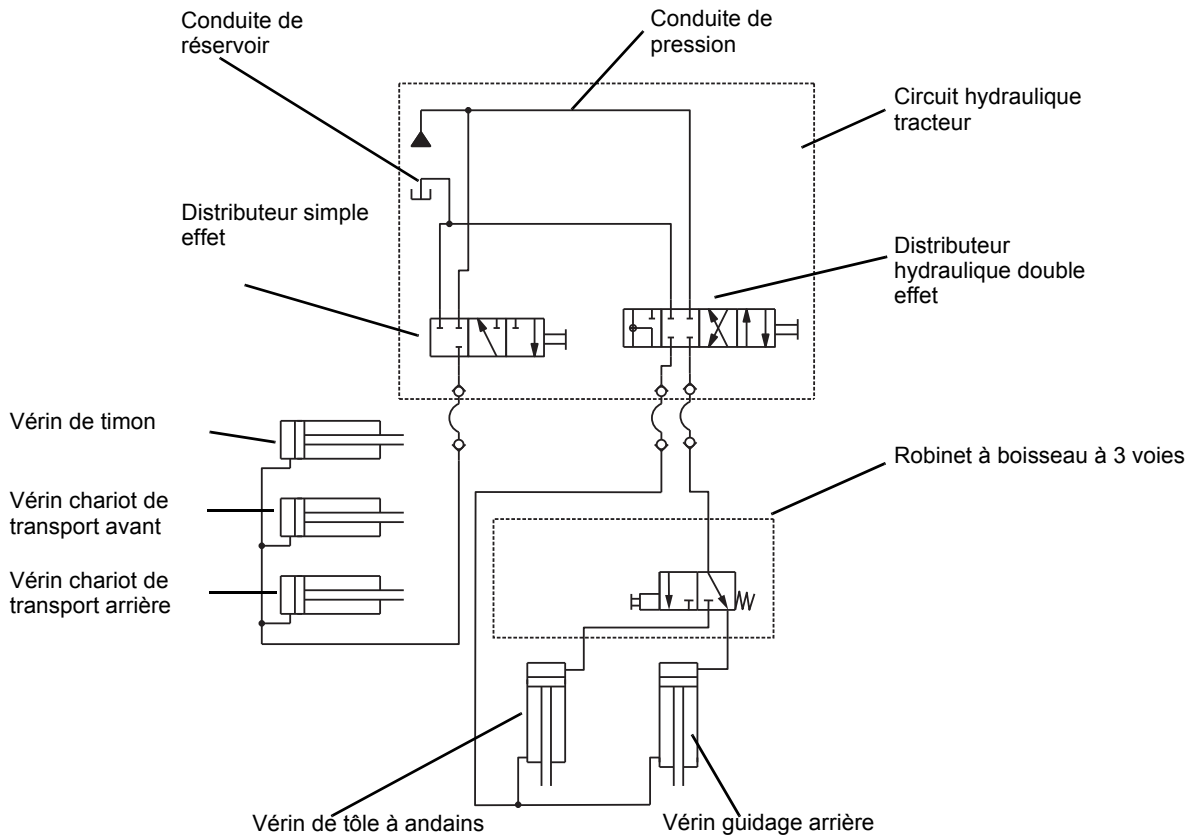 Conduite de
réservoir
Conduite de
pression
Circuit hydraulique
tracteur
Distributeur simple
effet
Distributeur
hydraulique double
effet
Vérin de timon
Robinet à boisseau à 3 voies
Vérin chariot de
transport avant
Vérin chariot de
transport arrière
Vérin de tôle à andains
Vérin guidage arrière